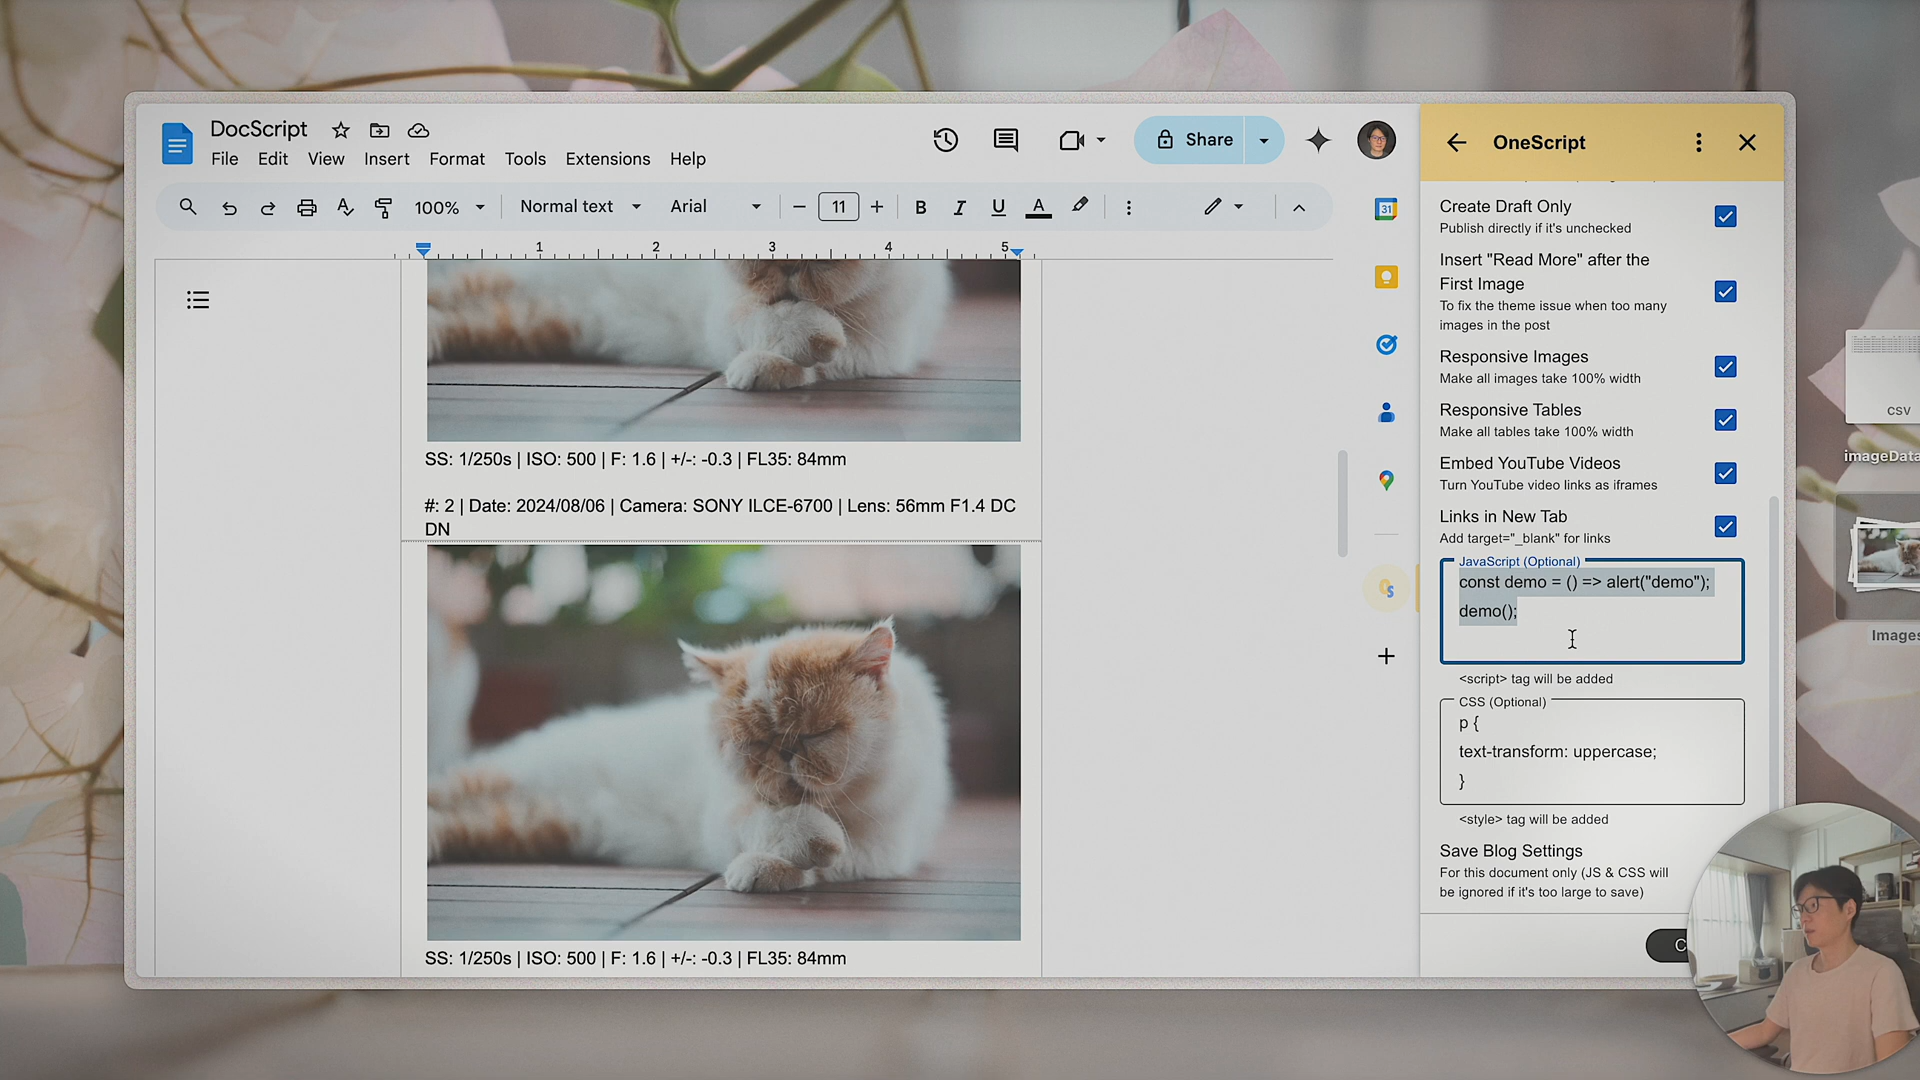 DocScript
File Edit View Insert Format Tools Extensions Help
Share
100% Normal text Arial 11 B I U A
1 2 3 4 5
31
SS: 1/250s | ISO: 500 | F: 1.6 | +/-: -0.3 | FL35: 84mm
#: 2 | Date: 2024/08/06 | Camera: SONY ILCE-6700 | Lens: 56mm F1.4 DC
DN
SS: 1/250s | ISO: 500 | F: 1.6 | +/-: -0.3 | FL35: 84mm
OneScript
Create Draft Only
Publish directly if it's unchecked
Insert "Read More" after the
First Image
To fix the theme issue when too many
images in the post
Responsive Images
Make all images take 100% width
Responsive Tables
Make all tables take 100% width
Embed YouTube Videos
Turn YouTube video links as iframes
Links in New Tab
Add target="_blank" for links
JavaScript (Optional)
const demo = () => alert("demo");
demo();
<script> tag will be added
CSS (Optional)
p {
text-transform: uppercase;
}
<style> tag will be added
Save Blog Settings
For this document only (JS & CSS will
be ignored if it's too large to save)
csv
imageData
Images